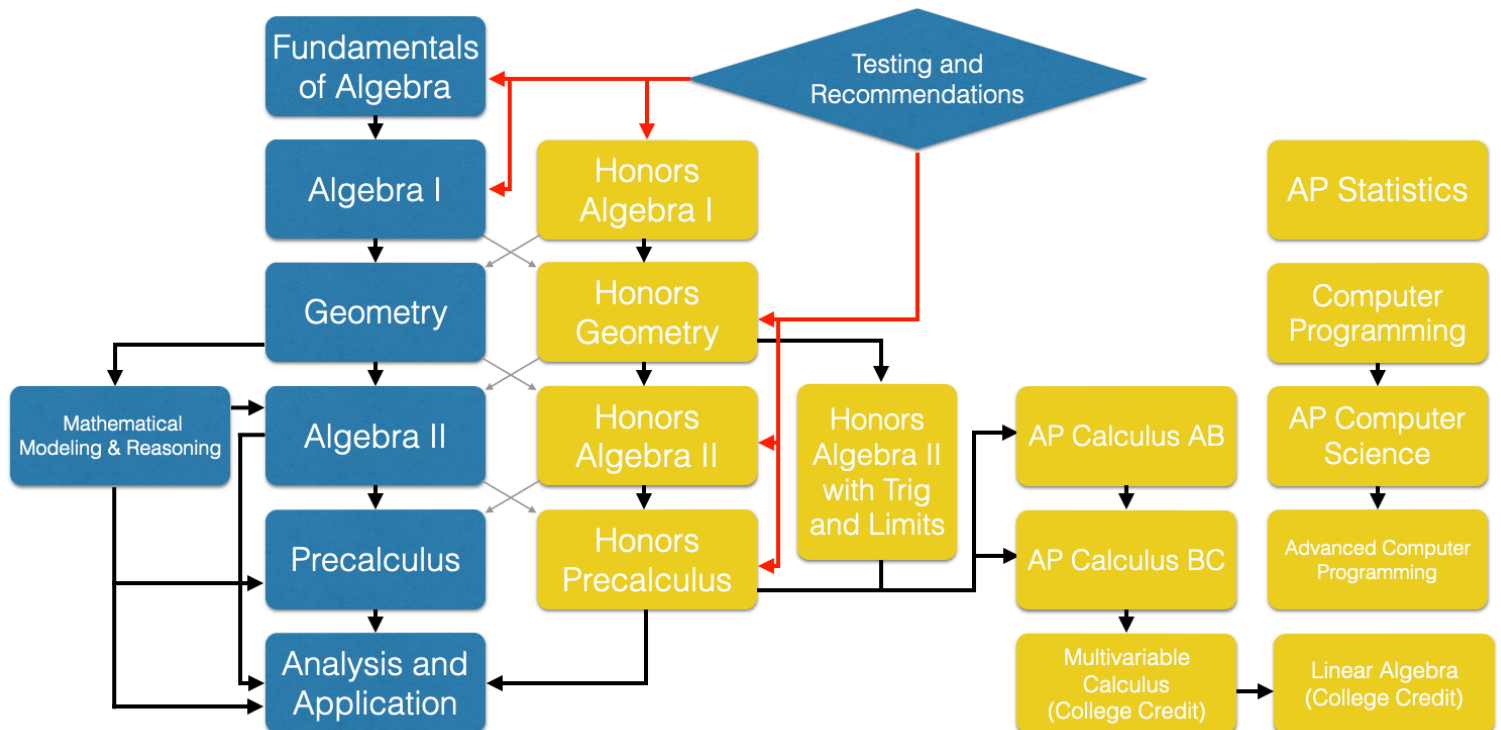 Fundamentals
of Algebra
Testing and
Recommendations
Algebra I
Honors
Algebra I
AP Statistics
Geometry
Honors
Geometry
Computer
Programming
Mathematical
Modeling & Reasoning
Algebra II
Honors
Algebra II
Honors
Algebra II
with Trig
and Limits
AP Calculus AB
AP Computer
Science
Precalculus
Honors
Precalculus
AP Calculus BC
Advanced Computer
Programming
Analysis and
Application
Multivariable
Calculus
(College Credit)
Linear Algebra
(College Credit)